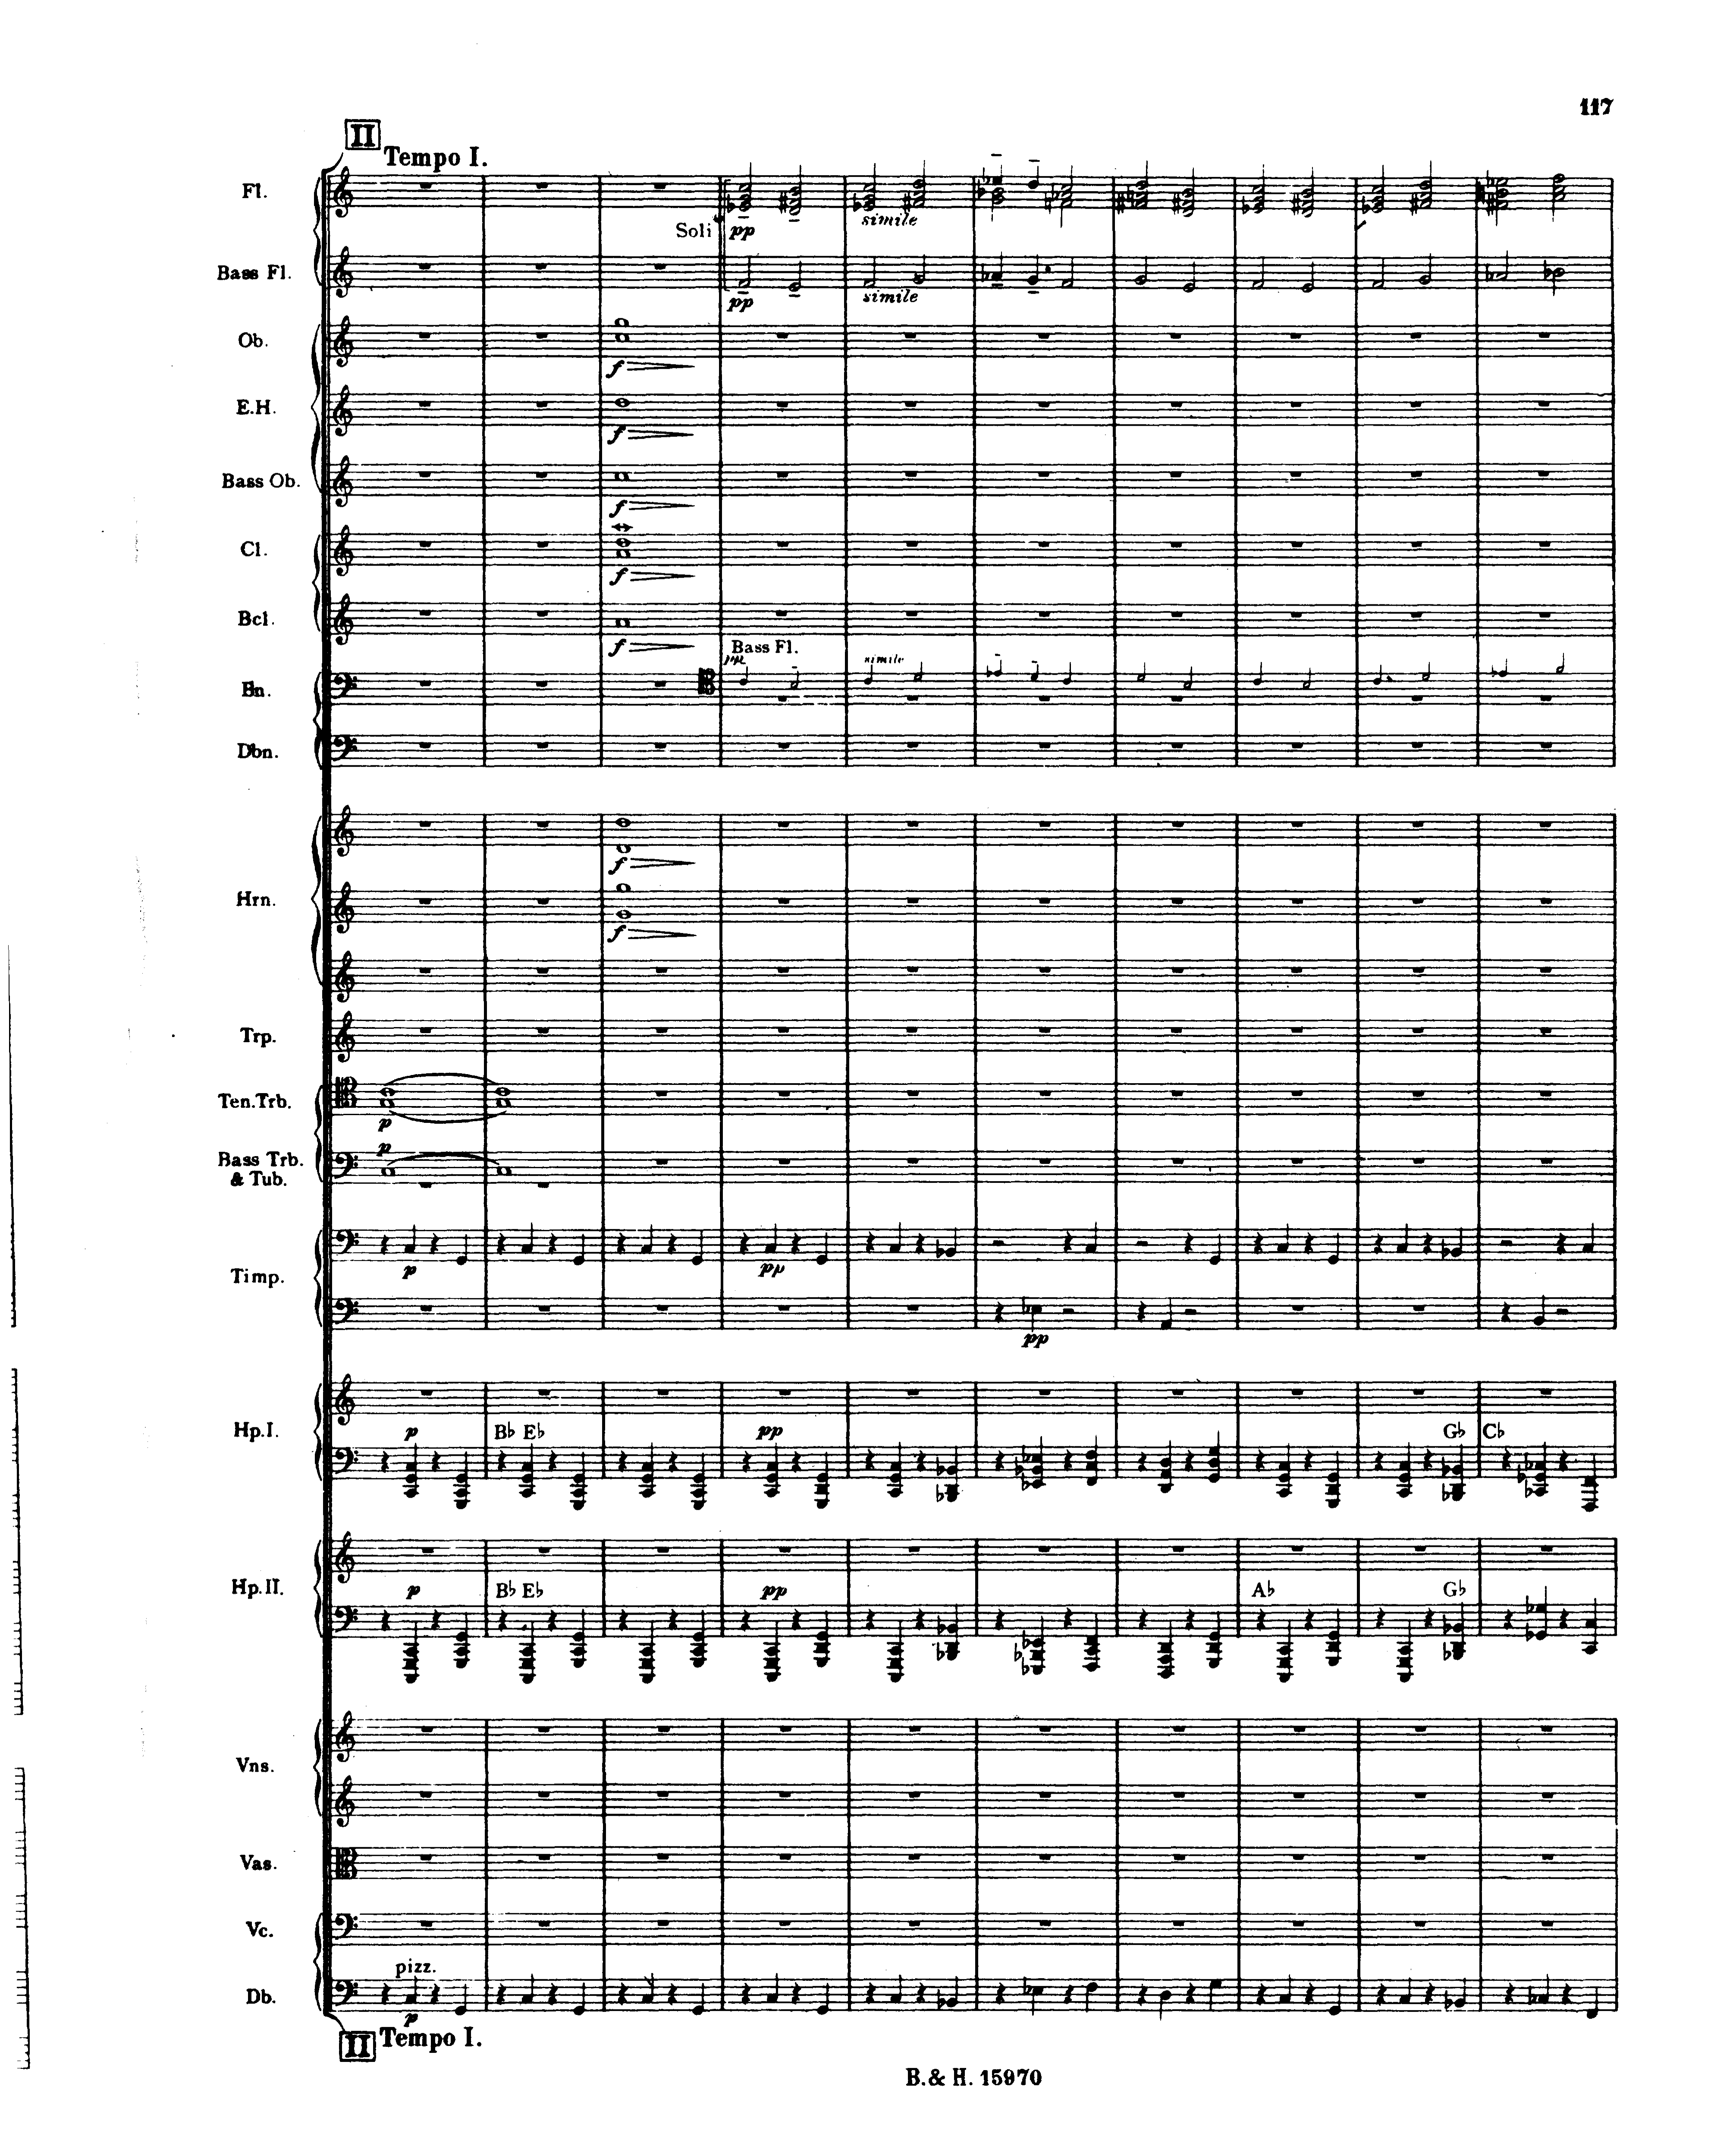 117
II
Tempo I.
Fl.
Soli pp simile
Bass Fl.
pp simile
Ob.
f
E.H.
f
Bass Ob.
f
Cl.
f
Bcl.
f
Bass Fl.
pp simile
Bn.
Dbn.
f
Hrn.
f
Trp.
Ten.Trb.
p
p
Bass Trb.
& Tub.
p pp
Timp.
pp
Hp.I.
p B♭ E♭ pp G♭ C♭
Hp.II.
p B♭ E♭ pp A♭ G♭
Vns.
Vas.
Vc.
pizz.
Db.
p
II Tempo I.
B.& H. 15970